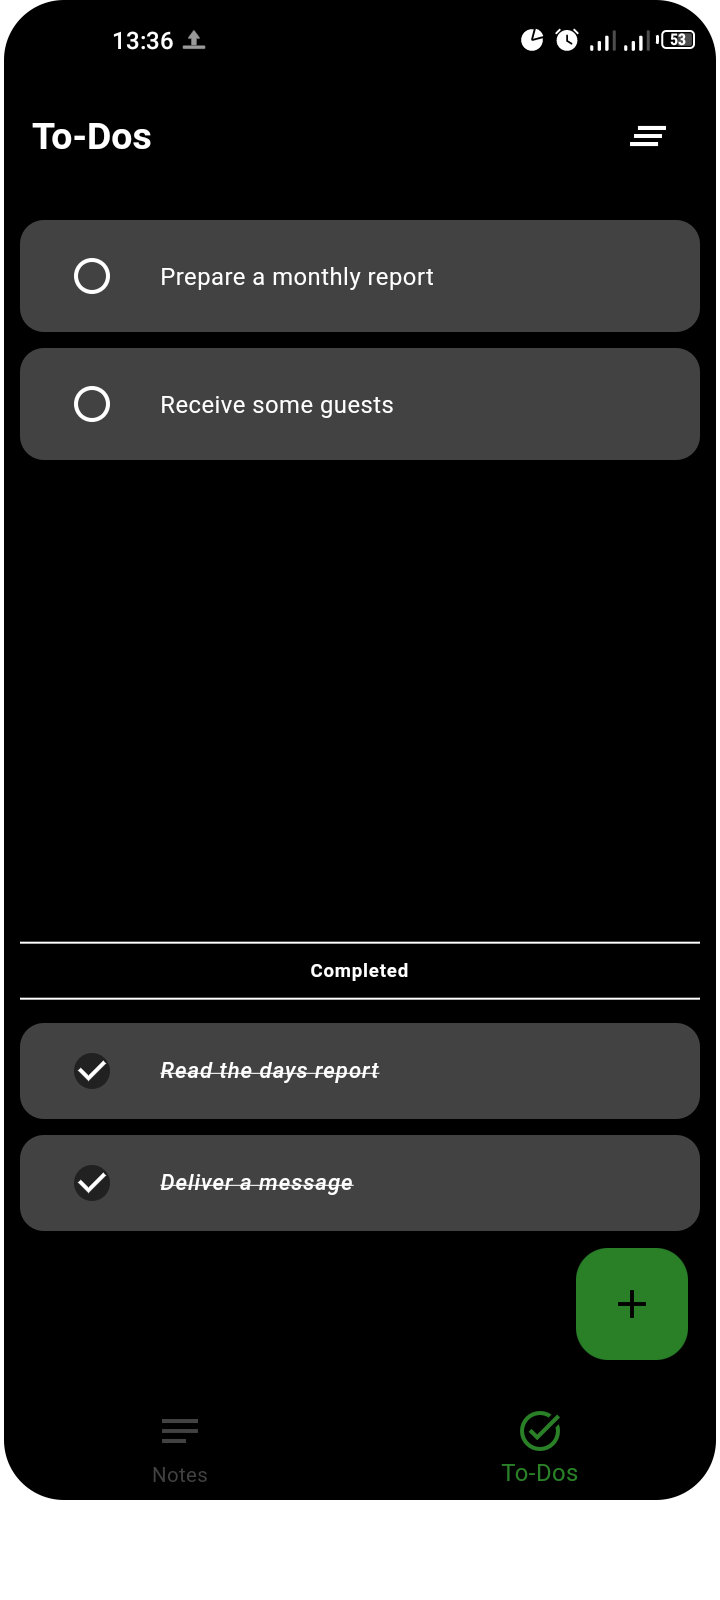 13:36
53
To-Dos
Prepare a monthly report
Receive some guests
Completed
Read the days report
Deliver a message
Notes
To-Dos